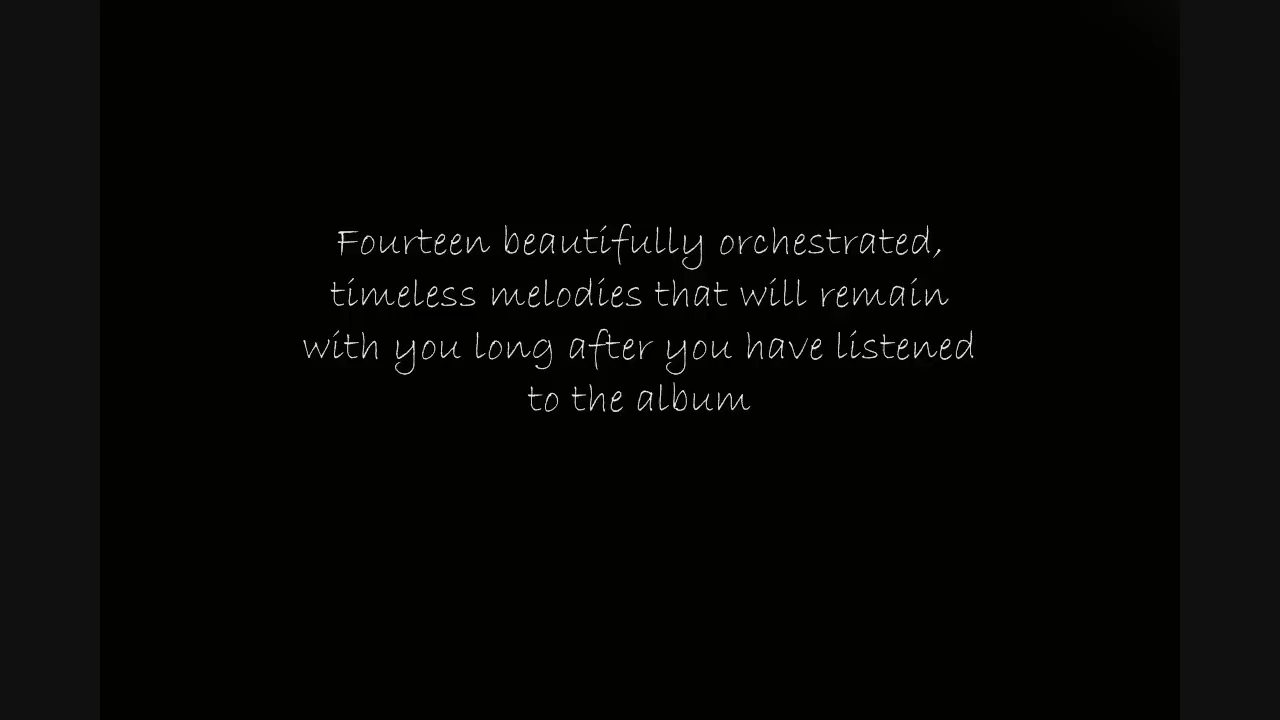 Fourteen beautifully orchestrated,
timeless melodies that will remain
with you long after you have listened
to the album